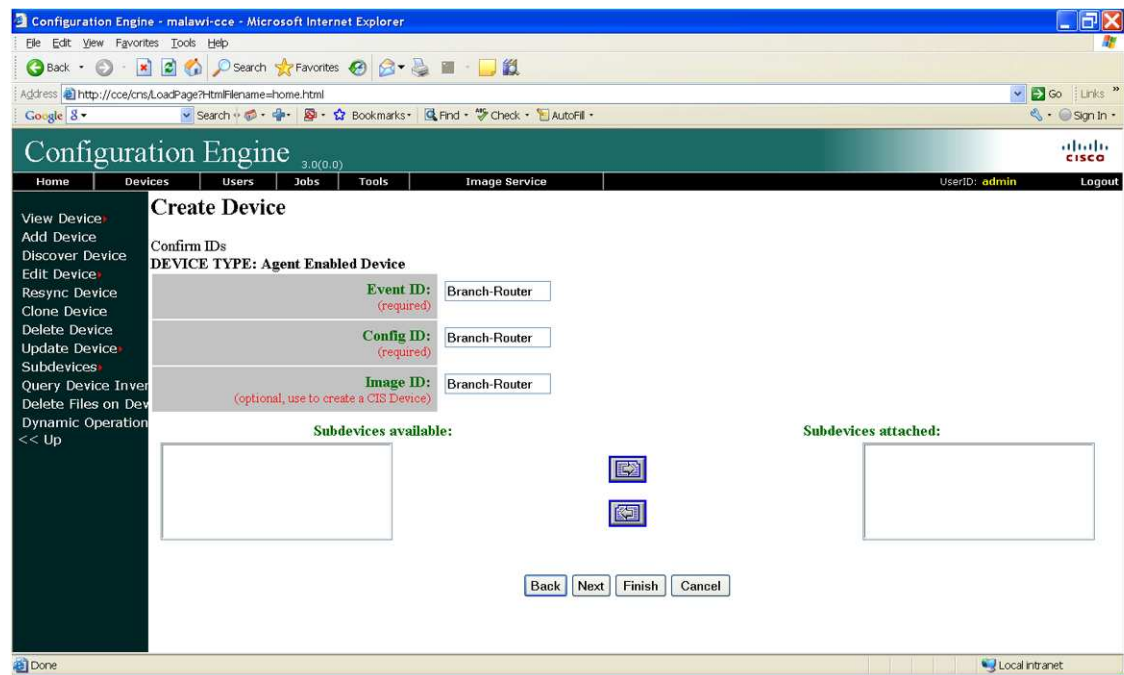 Configuration Engine - malawi-cce - Microsoft Internet Explorer
File Edit View Favorites Tools Help
Back Search Favorites
Address http://cce/cns/LoadPage?HtmlFilename=home.html Go Links »
Google Search Bookmarks Find Check AutoFill Sign In
Configuration Engine 3.0(0.0)
CISCO
Home Devices Users Jobs Tools Image Service UserID: admin Logout
View Device
Add Device
Discover Device
Edit Device
Resync Device
Clone Device
Delete Device
Update Device
Subdevices
Query Device Inver
Delete Files on Dev
Dynamic Operation
<< Up
Create Device
Confirm IDs
DEVICE TYPE: Agent Enabled Device
Event ID: Branch-Router
(required)
Config ID: Branch-Router
(required)
Image ID: Branch-Router
(optional, use to create a CIS Device)
Subdevices available: Subdevices attached:
Back Next Finish Cancel
Done Local intranet